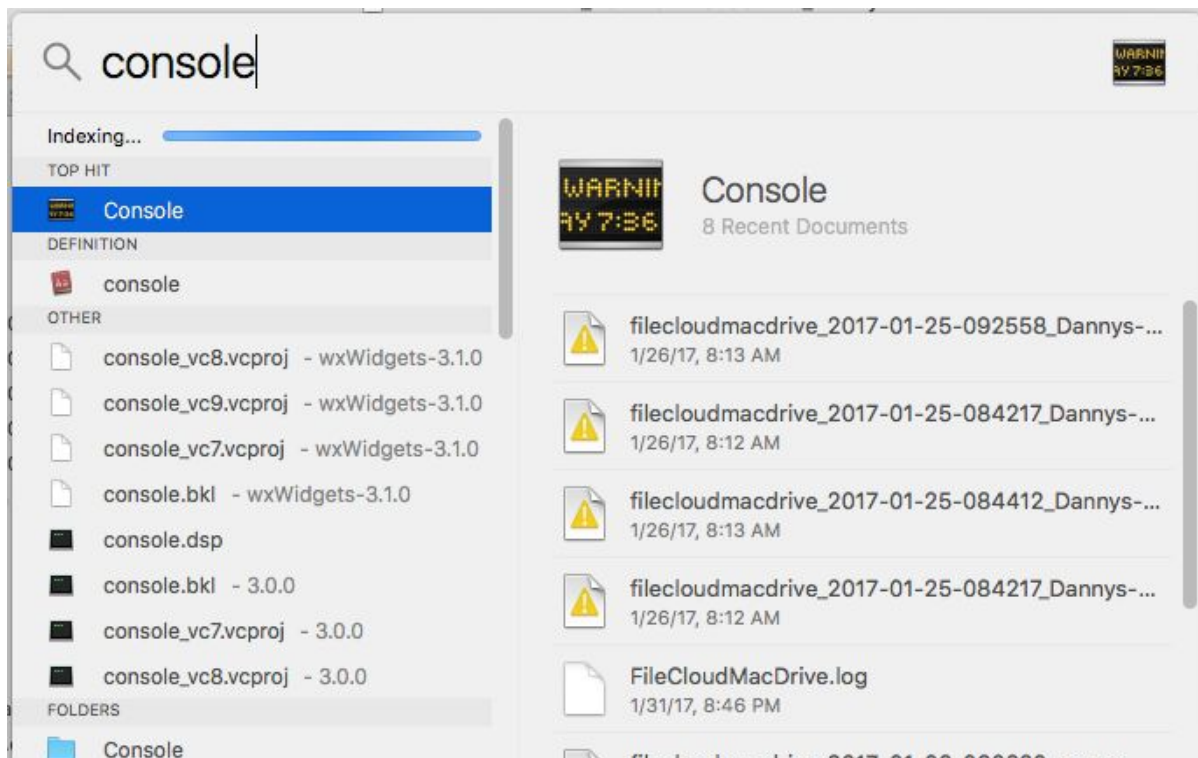 console
WARNIN
AY 7:36
Indexing...
TOP HIT
Console
DEFINITION
console
OTHER
console_vc8.vcproj - wxWidgets-3.1.0
console_vc9.vcproj - wxWidgets-3.1.0
console_vc7.vcproj - wxWidgets-3.1.0
console.bkl - wxWidgets-3.1.0
console.dsp
console.bkl - 3.0.0
console_vc7.vcproj - 3.0.0
console_vc8.vcproj - 3.0.0
FOLDERS
Console
WARNIN
AY 7:36
Console
8 Recent Documents
filecloudmacdrive_2017-01-25-092558_Dannys-...
1/26/17, 8:13 AM
filecloudmacdrive_2017-01-25-084217_Dannys-...
1/26/17, 8:12 AM
filecloudmacdrive_2017-01-25-084412_Dannys-...
1/26/17, 8:13 AM
filecloudmacdrive_2017-01-25-084217_Dannys-...
1/26/17, 8:12 AM
FileCloudMacDrive.log
1/31/17, 8:46 PM